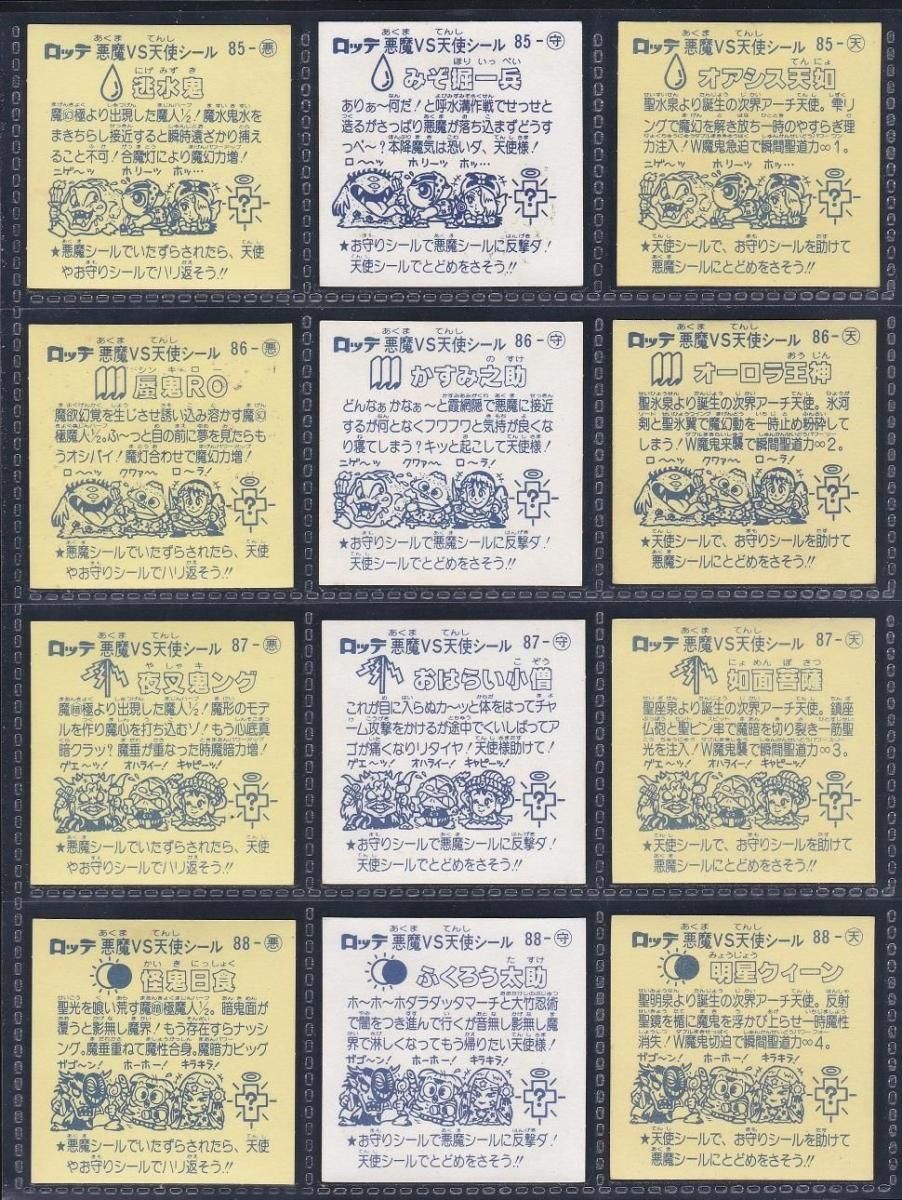 ロッテ 悪魔VS天使シール 85-悪
逃水鬼
魔幻極より出現した魔人½!魔水鬼水を
まきちらし接近すると瞬時遠ざかり捕え
ること不可!合魔灯により魔幻力増!
ニゲ〜ッ ホリーツ ホッ…
★悪魔シールでいたずらされたら、天使
やお守りシールでハリ返そう!!
ロッテ 悪魔VS天使シール 85-守
みぞ堀一兵
ありぁ〜何だ!と呼水溝作戦でせっせと
造るがさっぱり悪魔が落ち込まずどうす
っぺ〜?本降魔気は恐いダ、天使様!
ロ〜〜ッ ホリーツ ホッ…
★お守りシールで悪魔シールに反撃ダ!
天使シールでとどめをさそう!!
ロッテ 悪魔VS天使シール 85-天
オアシス天如
聖水泉より誕生の次界アーチ天使。雫リ
ングで魔幻を解き放ち一時のやすらぎ理
力注入!W魔鬼急迫で瞬間聖道力∞1。
ニゲ〜ッ ホリーツ ホッ…
★天使シールで、お守りシールを助けて
悪魔シールにとどめをさそう!!
ロッテ 悪魔VS天使シール 86-悪
蜃鬼RO
魔欲幻覚を生じさせ誘い込み溶かす魔幻
極魔人½。ふ〜っと目の前に夢を見たらも
うオシバイ!魔灯合わせで魔幻力増!
ロ〜〜ッ クワァ〜 ロ〜ラ!
★悪魔シールでいたずらされたら、天使
やお守りシールでハリ返そう!!
ロッテ 悪魔VS天使シール 86-守
かすみ之助
どんなぁかなぁ〜と霞網隠で悪魔に接近
するが何となくフワフワと気持が良くな
り寝てしまう?キッと起こして天使様!
ニゲ〜ッ クワァ〜 ロ〜ラ!
★お守りシールで悪魔シールに反撃ダ!
天使シールでとどめをさそう!!
ロッテ 悪魔VS天使シール 86-天
オーロラ王神
聖氷泉より誕生の次界アーチ天使。氷河
剣と聖氷翼で魔幻動を一時止め粉砕して
しまう!W魔鬼来襲で瞬間道力∞2。
ロ〜〜ッ クワァ〜 ロ〜ラ!
★天使シールで、お守りシールを助けて
悪魔シールにとどめをさそう!!
ロッテ 悪魔VS天使シール 87-悪
夜叉鬼ング
魔暗極より出現した魔人½!魔形のモデ
ルを作り魔心を打ち込むゾ!もう心底真
暗クラッ?魔垂が重なった時魔暗力増!
ゲエ〜ッ! オハライー! キャピーッ!
★悪魔シールでいたずらされたら、天使
やお守りシールでハリ返そう!!
ロッテ 悪魔VS天使シール 87-守
おはらい小僧
これが目に入らぬカ〜ッと体をはってチャ
ーム攻撃をかけるが途中でくいしばってア
ゴが痛くなりリタイヤ!天使様助けて!
ゲエ〜ッ! オハライー! キャピーッ!
★お守りシールで悪魔シールに反撃ダ!
天使シールでとどめをさそう!!
ロッテ 悪魔VS天使シール 87-天
如面菩薩
聖座泉より誕生の次界アーチ天使。鎮座
仏砲と聖ピン串で魔暗を切り裂き一筋聖
光を注入!W魔鬼襲で瞬間聖道力∞3。
ゲエ〜ッ! オハライー! キャピーッ!
★天使シールで、お守りシールを助けて
悪魔シールにとどめをさそう!!
ロッテ 悪魔VS天使シール 88-悪
怪鬼日食
聖光を吸い荒す魔暗極魔人½。暗鬼面が
覆うと影無し魔界!もう存在すらナッシ
ング。魔垂重ねて魔性合身。魔暗力ビッグ
ガゴ〜ン! ホーホー! キラキラ!
★悪魔シールでいたずらされたら、天使
やお守りシールでハリ返そう!!
ロッテ 悪魔VS天使シール 88-守
ふくろう太助
ホ〜ホ〜ホダラダッタマーチと大竹忍術
で闇をつき進んで行くが音無し影無し魔
界で淋しくなってもう帰りたい天使様!
ガゴ〜ン! ホーホー! キラキラ!
★お守りシールで悪魔シールに反撃ダ!
天使シールでとどめをさそう!!
ロッテ 悪魔VS天使シール 88-天
明星クィーン
聖明泉より誕生の次界アーチ天使。反射
聖鏡を楯に魔鬼を浮かび上らせ一時魔性
消失!W魔鬼切迫で瞬間聖道力∞4。
ガゴ〜ン! ホーホー! キラキラ!
★天使シールで、お守りシールを助けて
悪魔シールにとどめをさそう!!